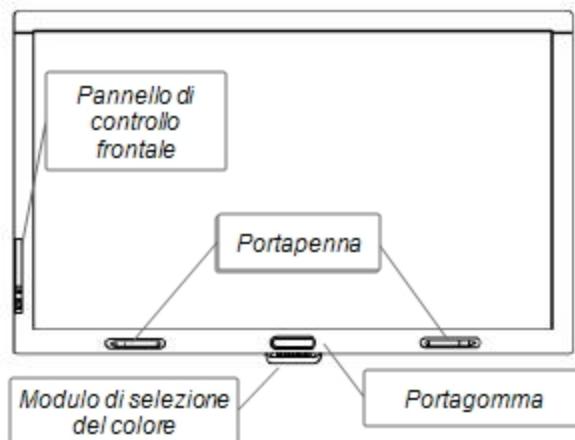 Pannello di
controllo
frontale
Portapenna
Modulo di selezione
del colore
Portagomma